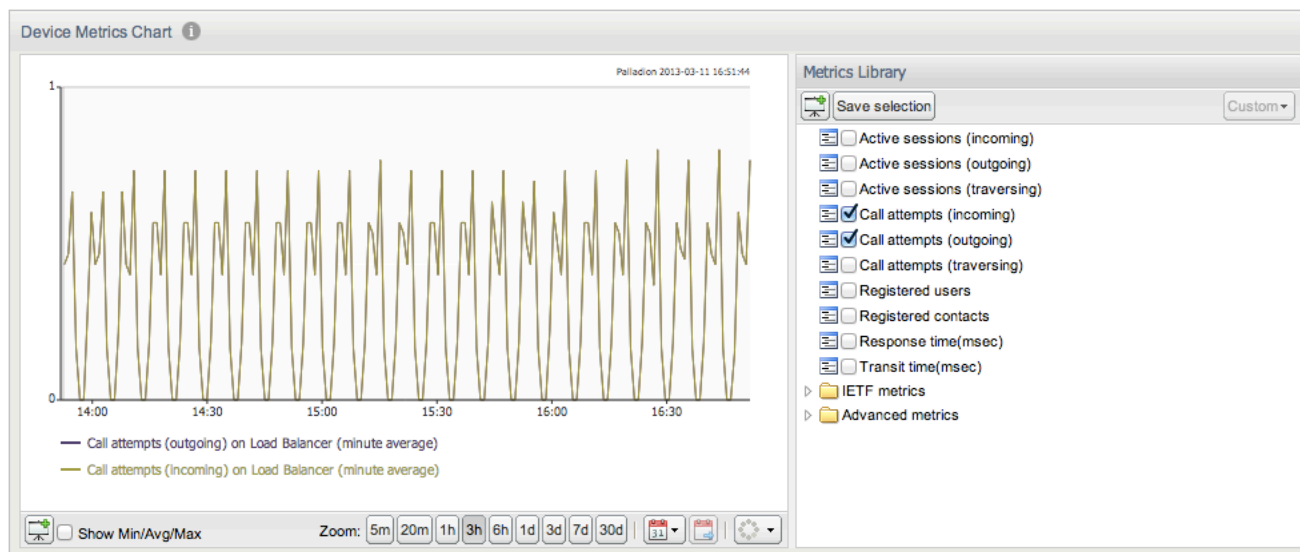 Device Metrics Chart
Palladion 2013-03-11 16:51:44
1
0
14:00 14:30 15:00 15:30 16:00 16:30
Call attempts (outgoing) on Load Balancer (minute average)
Call attempts (incoming) on Load Balancer (minute average)
Show Min/Avg/Max Zoom: 5m 20m 1h 3h 6h 1d 3d 7d 30d 31
Metrics Library
Save selection Custom
Active sessions (incoming)
Active sessions (outgoing)
Active sessions (traversing)
Call attempts (incoming)
Call attempts (outgoing)
Call attempts (traversing)
Registered users
Registered contacts
Response time(msec)
Transit time(msec)
IETF metrics
Advanced metrics